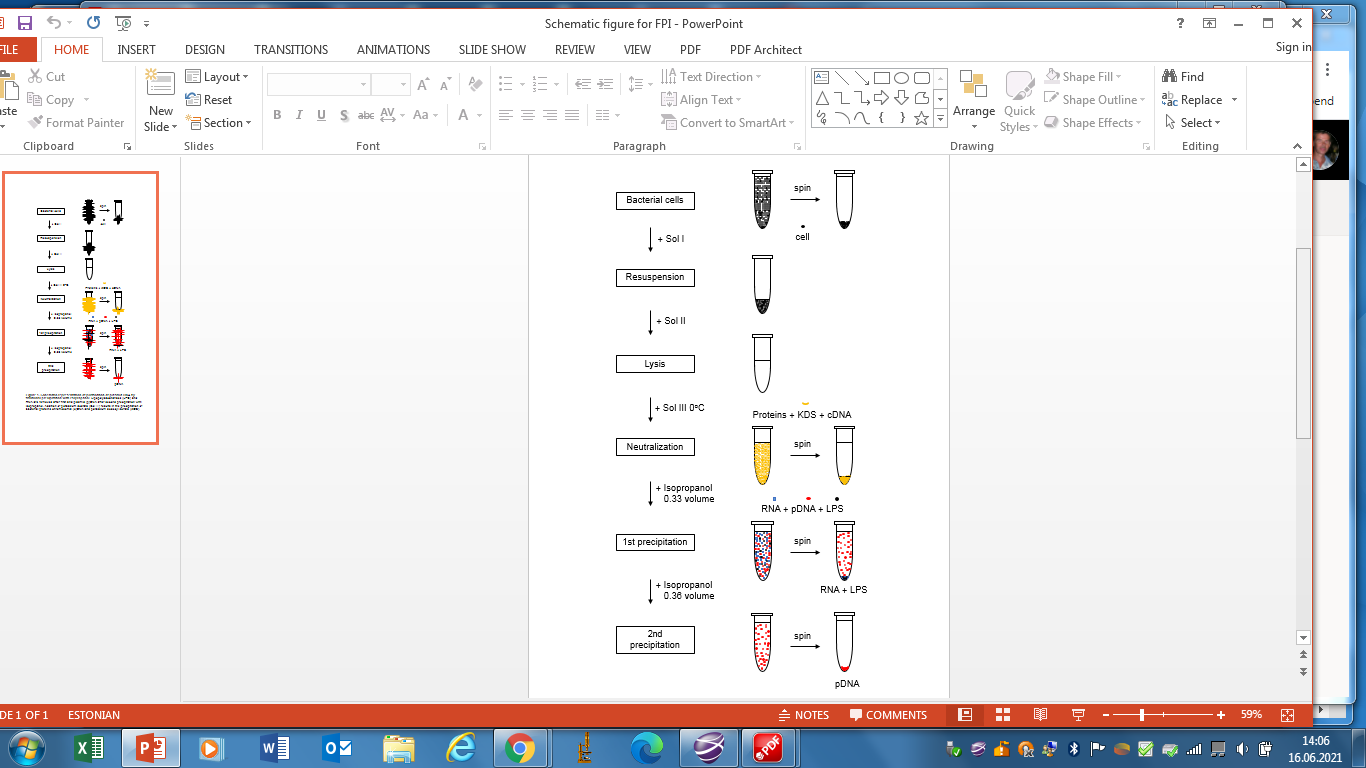 Schematic figure for FPI - PowerPoint
?
FILE HOME INSERT DESIGN TRANSITIONS ANIMATIONS SLIDE SHOW REVIEW VIEW PDF PDF Architect Sign in
Cut
Copy
Format Painter
Clipboard
New
Slide
Layout
Reset
Section
Slides
B I U S abc AV Aa A
Font
Text Direction
Align Text
Convert to SmartArt
Paragraph
Arrange
Quick
Styles
Shape Fill
Shape Outline
Shape Effects
Drawing
Find
Replace
Select
Editing
Bacterial cells
spin
cell
+ Sol I
Resuspension
+ Sol II
Lysis
+ Sol III 0°C
Proteins + KDS + cDNA
Neutralization
spin
+ Isopropanol
0.33 volume
RNA + pDNA + LPS
1st precipitation
spin
RNA + LPS
+ Isopropanol
0.36 volume
2nd
precipitation
spin
pDNA
DE 1 OF 1 ESTONIAN NOTES COMMENTS 59%
14:06
16.06.2021